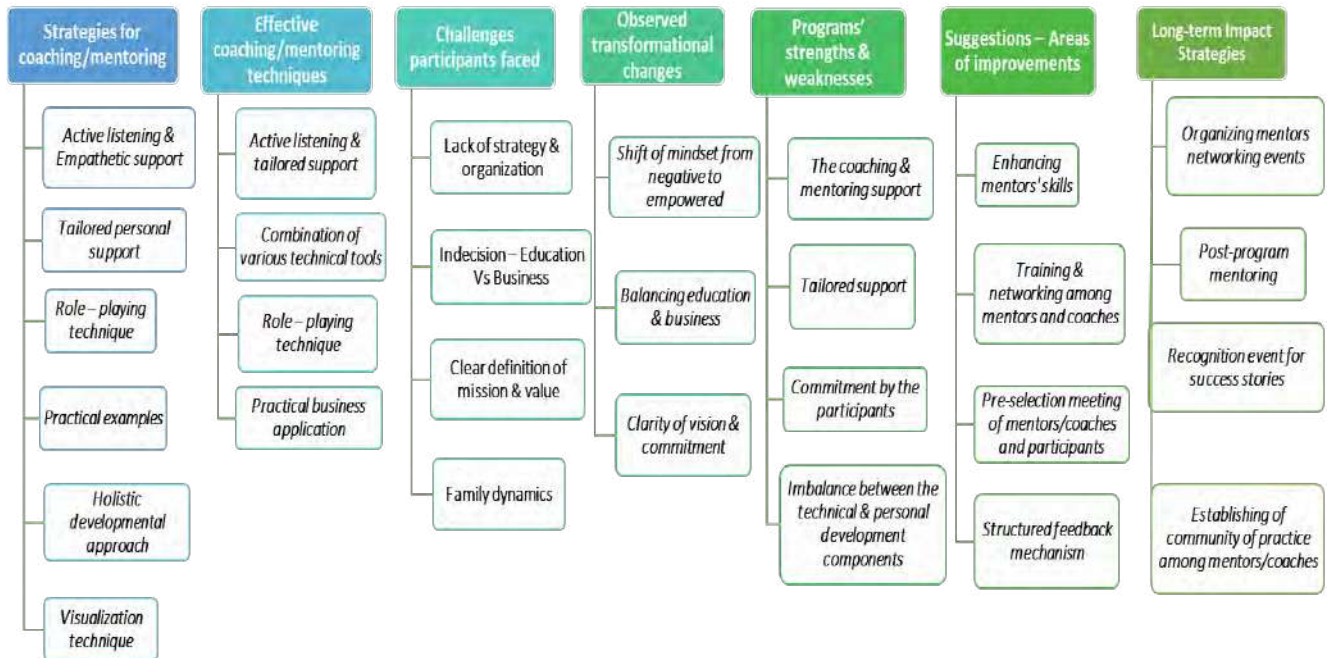 Strategies for
coaching/mentoring
Active listening &
Empathetic support
Tailored personal
support
Role – playing
technique
Practical examples
Holistic
developmental
approach
Visualization
technique
Effective
coaching/mentoring
techniques
Active listening &
tailored support
Combination of
various technical tools
Role – playing
technique
Practical business
application
Challenges
participants faced
Lack of strategy &
organization
Indecision – Education
Vs Business
Clear definition of
mission & value
Family dynamics
Observed
transformational
changes
Shift of mindset from
negative to
empowered
Balancing education
& business
Clarity of vision &
commitment
Programs’
strengths &
weaknesses
The coaching &
mentoring support
Tailored support
Commitment by the
participants
Imbalance between the
technical & personal
development
components
Suggestions – Areas
of improvements
Enhancing
mentors' skills
Training &
networking among
mentors and coaches
Pre-selection meeting
of mentors/coaches
and participants
Structured feedback
mechanism
Long-term Impact
Strategies
Organizing mentors
networking events
Post-program
mentoring
Recognition event for
success stories
Establishing of
community of practice
among mentors/coaches